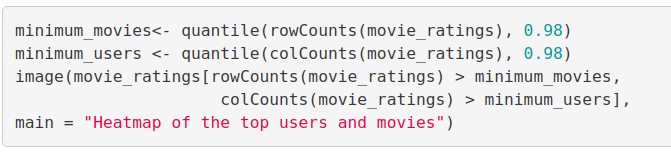 minimum_movies<- quantile(rowCounts(movie_ratings), 0.98)
minimum_users <- quantile(colCounts(movie_ratings), 0.98)
image(movie_ratings[rowCounts(movie_ratings) > minimum_movies,
colCounts(movie_ratings) > minimum_users],
main = "Heatmap of the top users and movies")